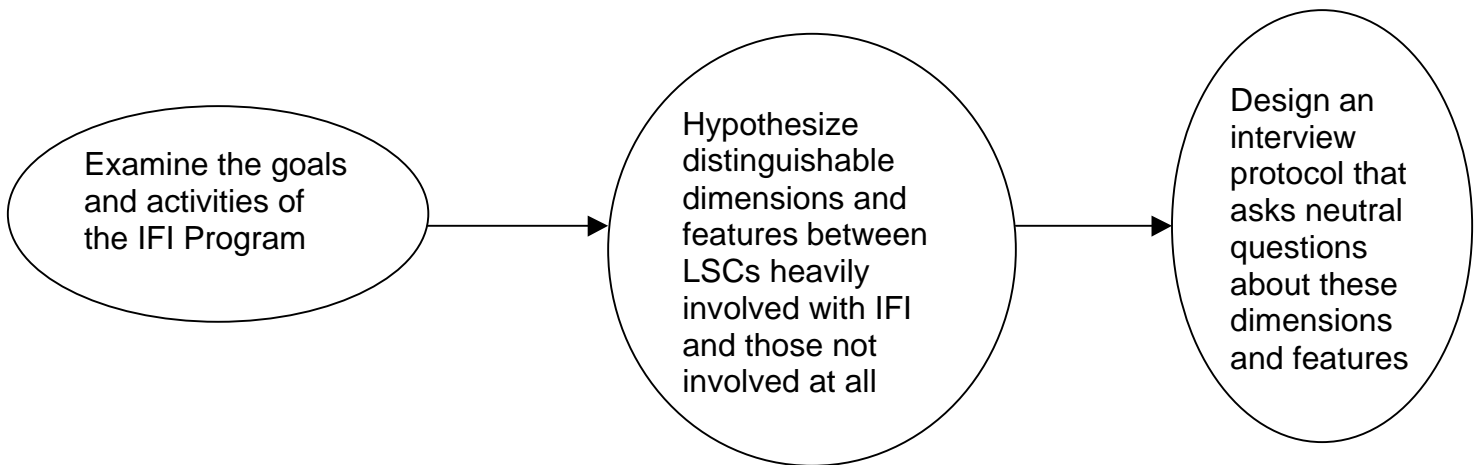 Examine the goals
and activities of
the IFI Program
Hypothesize
distinguishable
dimensions and
features between
LSCs heavily
involved with IFI
and those not
involved at all
Design an
interview
protocol that
asks neutral
questions
about these
dimensions
and features